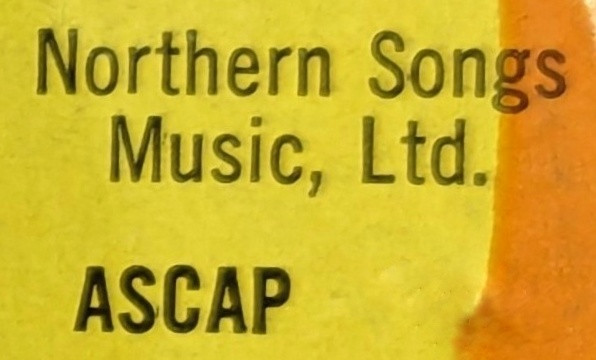 Northern Songs
Music, Ltd.
ASCAP